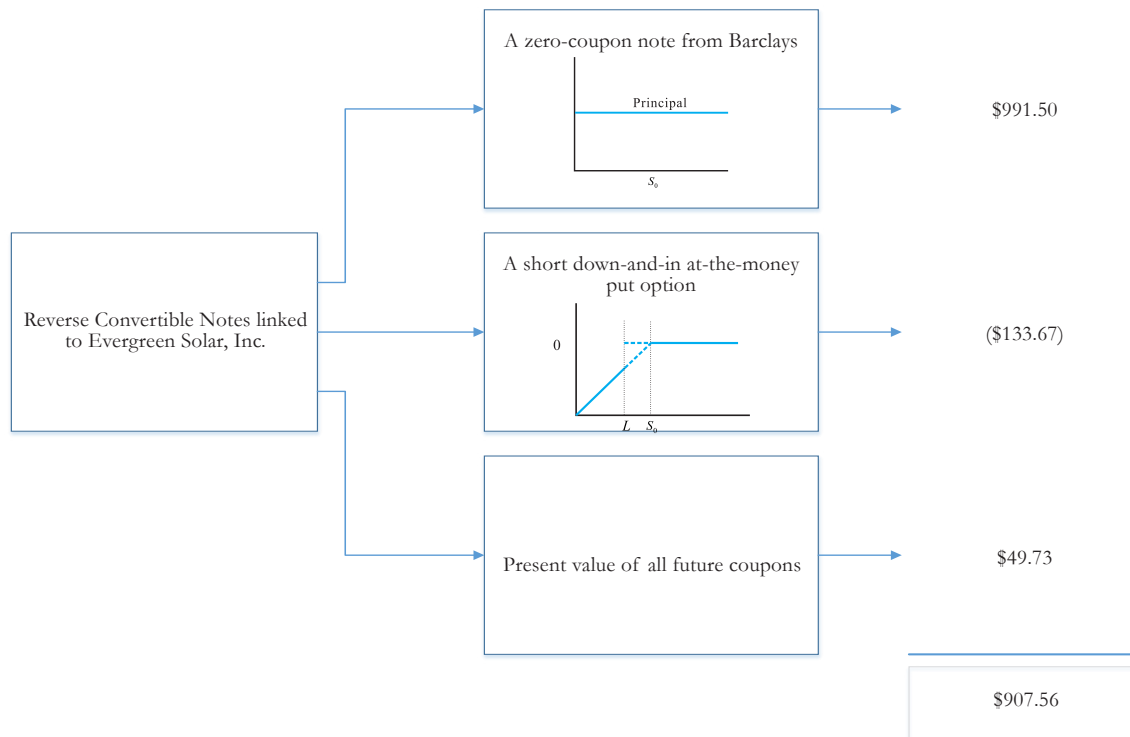 A zero-coupon note from Barclays
Principal
S₀
$991.50
Reverse Convertible Notes linked
to Evergreen Solar, Inc.
A short down-and-in at-the-money
put option
0
L S₀
($133.67)
Present value of all future coupons
$49.73
$907.56